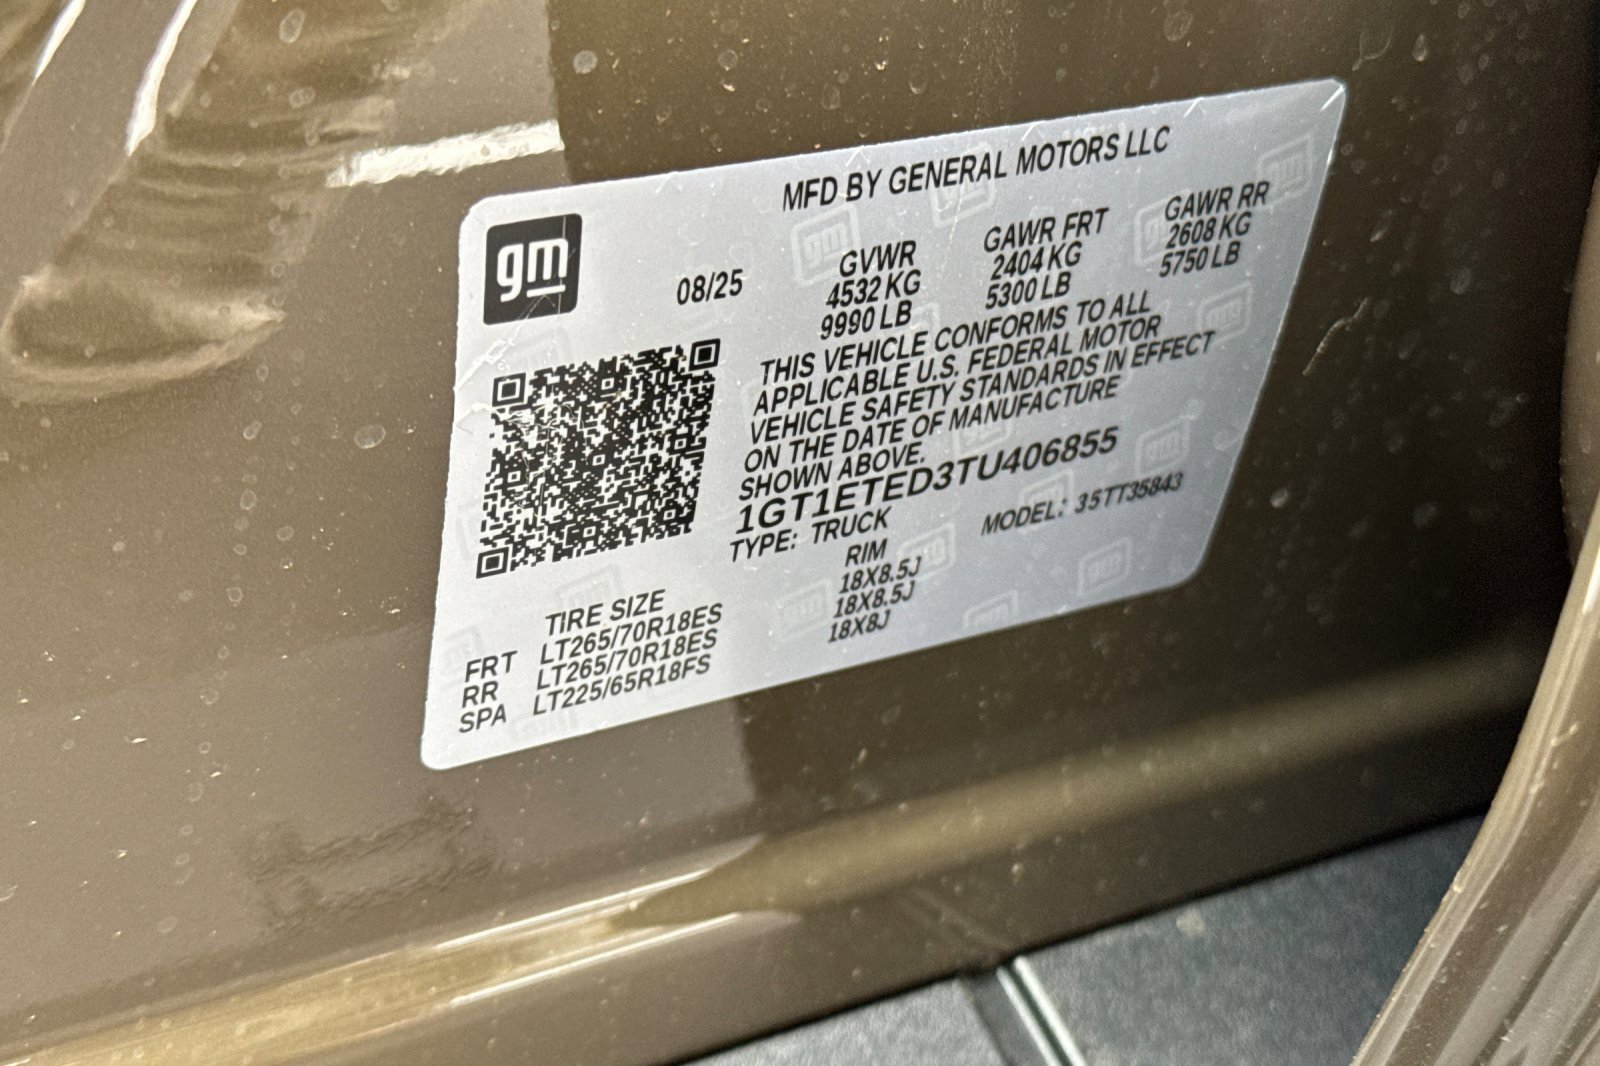 MFD BY GENERAL MOTORS LLC
gm
08/25
GVWR
4532 KG
9990 LB
GAWR FRT
2404 KG
5300 LB
GAWR RR
2608 KG
5750 LB
THIS VEHICLE CONFORMS TO ALL
APPLICABLE U.S. FEDERAL MOTOR
VEHICLE SAFETY STANDARDS IN EFFECT
ON THE DATE OF MANUFACTURE
SHOWN ABOVE.
1GT1ETED3TU406855
TYPE: TRUCK MODEL: 35TT35843
TIRE SIZE RIM
FRT LT265/70R18ES 18X8.5J
RR LT265/70R18ES 18X8.5J
SPA LT225/65R18FS 18X8J